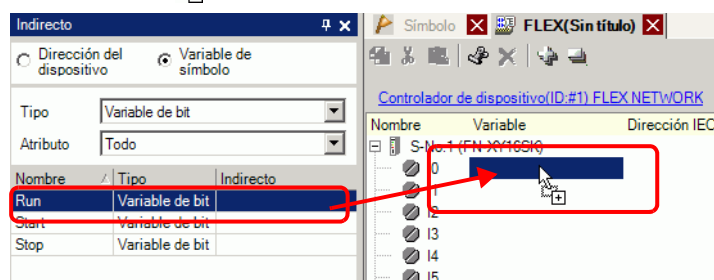 Indirecto
Dirección del dispositivo
Variable de símbolo
Tipo
Variable de bit
Atributo
Todo
Nombre Tipo Indirecto
Run Variable de bit
Start Variable de bit
Stop Variable de bit
Símbolo FLEX(Sin título)
Controlador de dispositivo(ID:#1) FLEX NETWORK
Nombre Variable Dirección IEC
S-No.1 (FN-XY16SK)
I0
I1
I2
I3
I4
I5